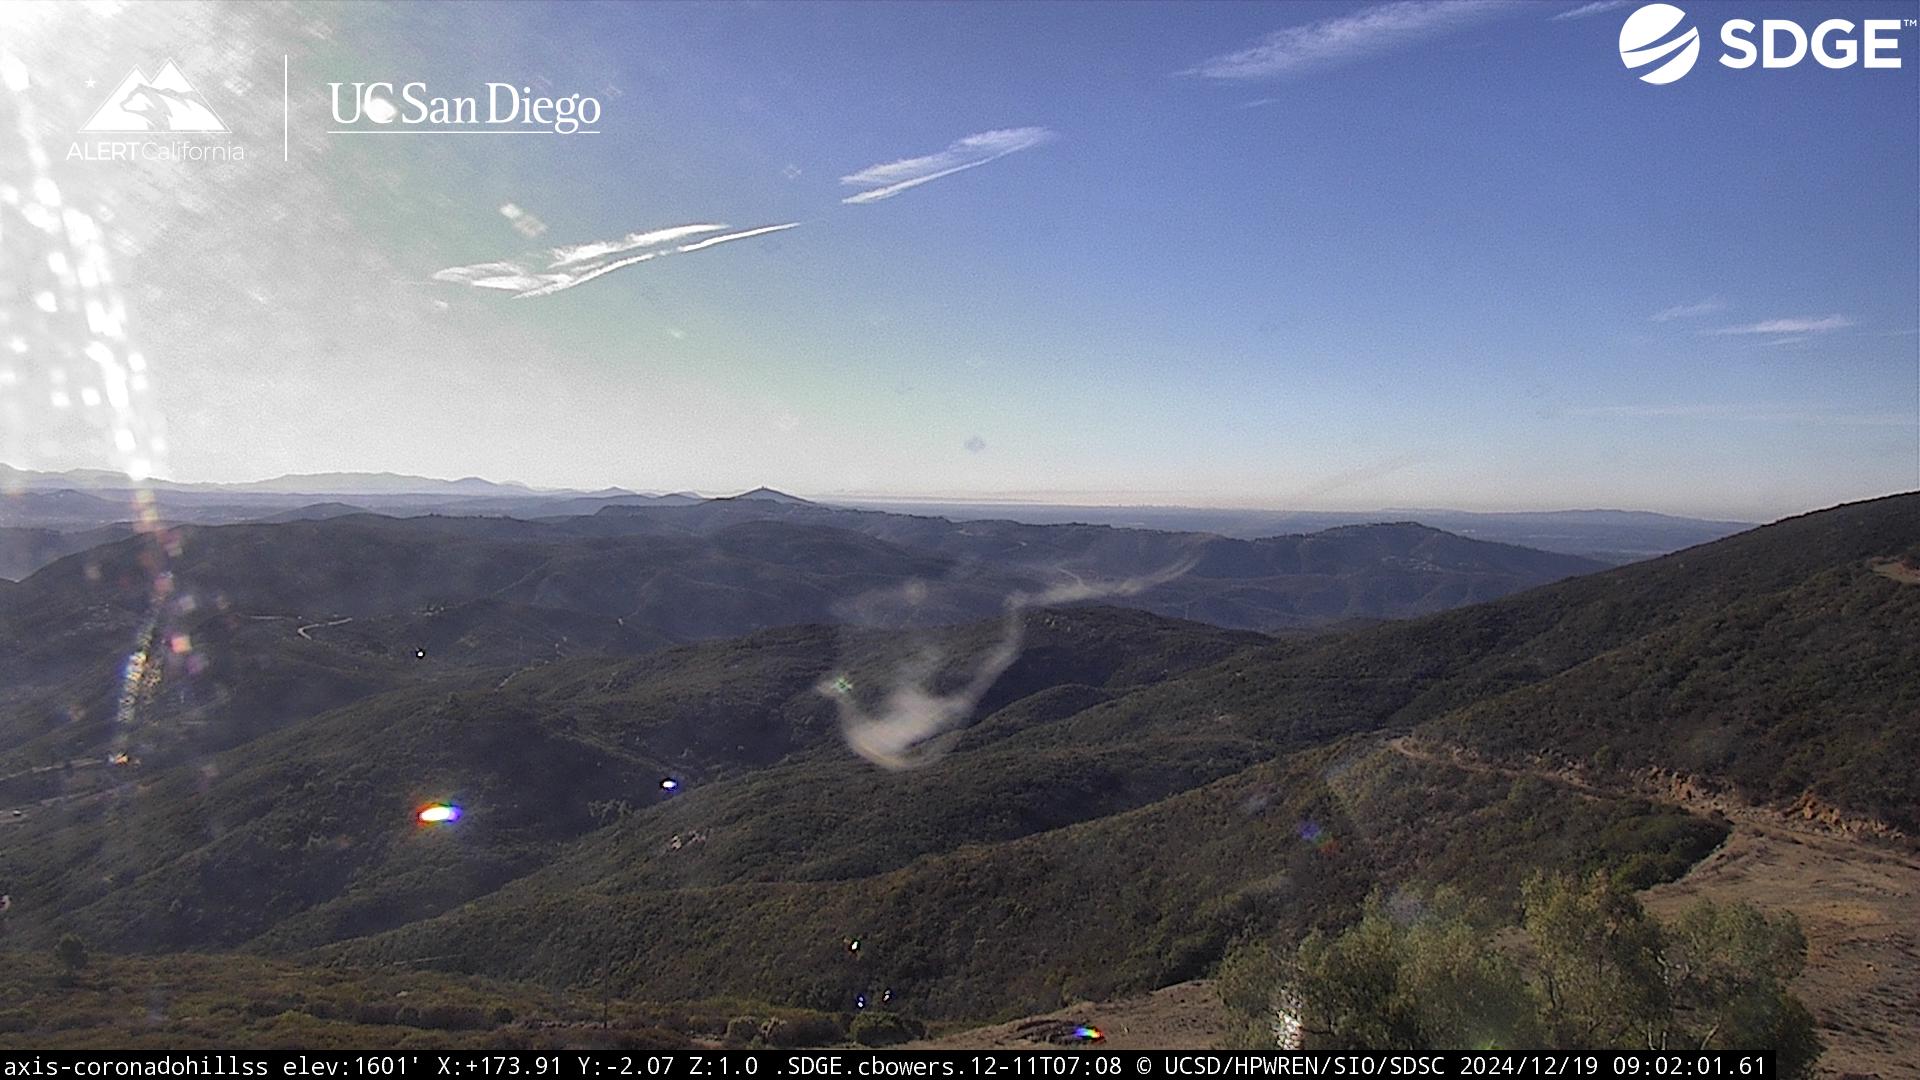 ALERTCalifornia
UC San Diego
SDGE™
axis-coronadohillss elev:1601' X:+173.91 Y:-2.07 Z:1.0 .SDGE.cbowers.12-11T07:08 © UCSD/HPWREN/SIO/SDSC 2024/12/19 09:02:01.61